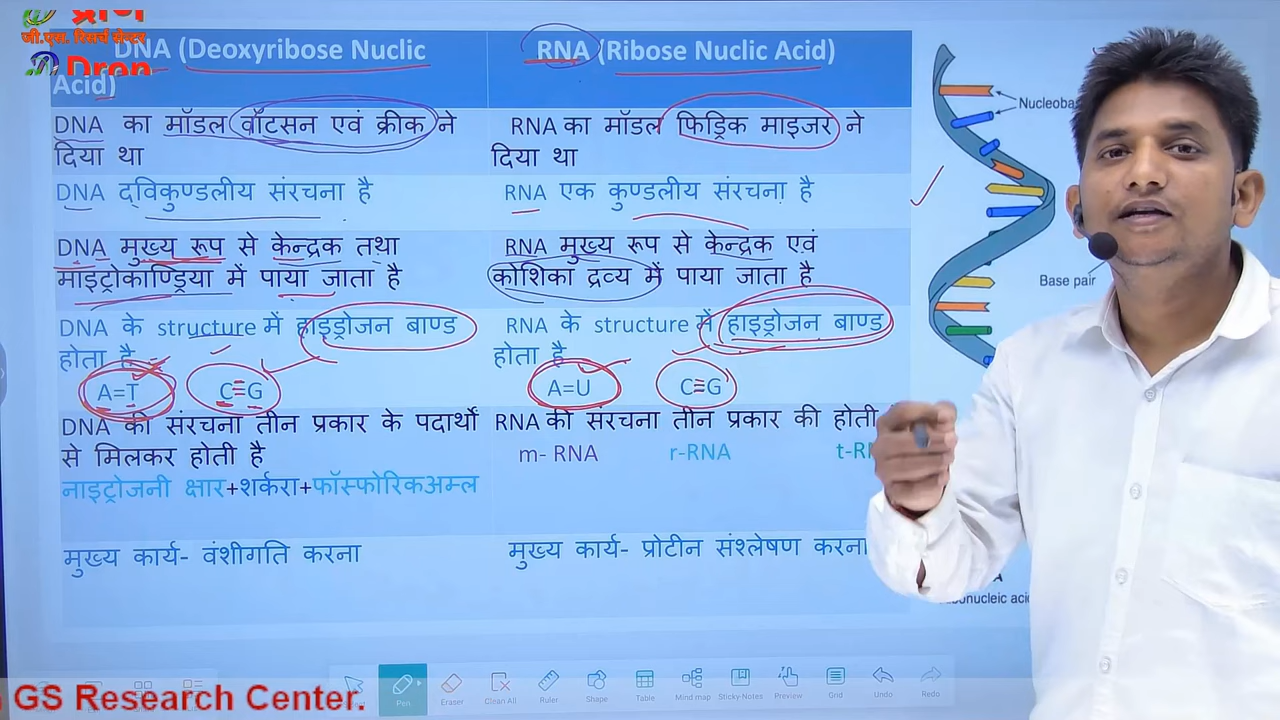 द्रोण
जी.एस. रिसर्च सेन्टर
Dron
DNA (Deoxyribose Nuclic
Acid)
RNA (Ribose Nuclic Acid)
DNA का मॉडल वॉटसन एवं क्रीक ने
दिया था
RNA का मॉडल फिड्रिक माइजर ने
दिया था
DNA द्विकुण्डलीय संरचना है
RNA एक कुण्डलीय संरचना है
DNA मुख्य रूप से केन्द्रक तथा
माइट्रोकाण्ड्रिया में पाया जाता है
RNA मुख्य रूप से केन्द्रक एवं
कोशिका द्रव्य में पाया जाता है
DNA के structure में हाइड्रोजन बाण्ड
होता है
A=T C≡G
RNA के structure में हाइड्रोजन बाण्ड
होता है
A=U C≡G
DNA की संरचना तीन प्रकार के पदार्थो
से मिलकर होती है
नाइट्रोजनी क्षार+शर्करा+फॉस्फोरिकअम्ल
RNA की संरचना तीन प्रकार की होती
m- RNA r-RNA
मुख्य कार्य- वंशीगति करना
मुख्य कार्य- प्रोटीन संश्लेषण करना
Base pair
Pen
Eraser
Clean All
Ruler
Shape
Table
Mind map
Sticky-Notes
Preview
Grid
Undo
Redo
GS Research Center.